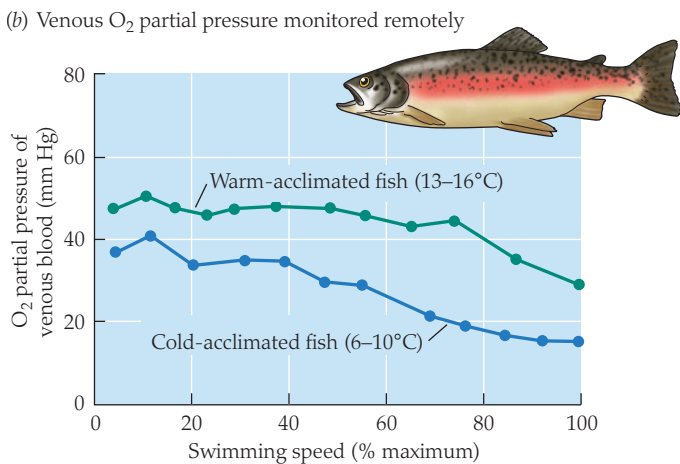 (b) Venous O₂ partial pressure monitored remotely
80
60
40
20
0
O₂ partial pressure of
venous blood (mm Hg)
Warm-acclimated fish (13–16°C)
Cold-acclimated fish (6–10°C)
0 20 40 60 80 100
Swimming speed (% maximum)